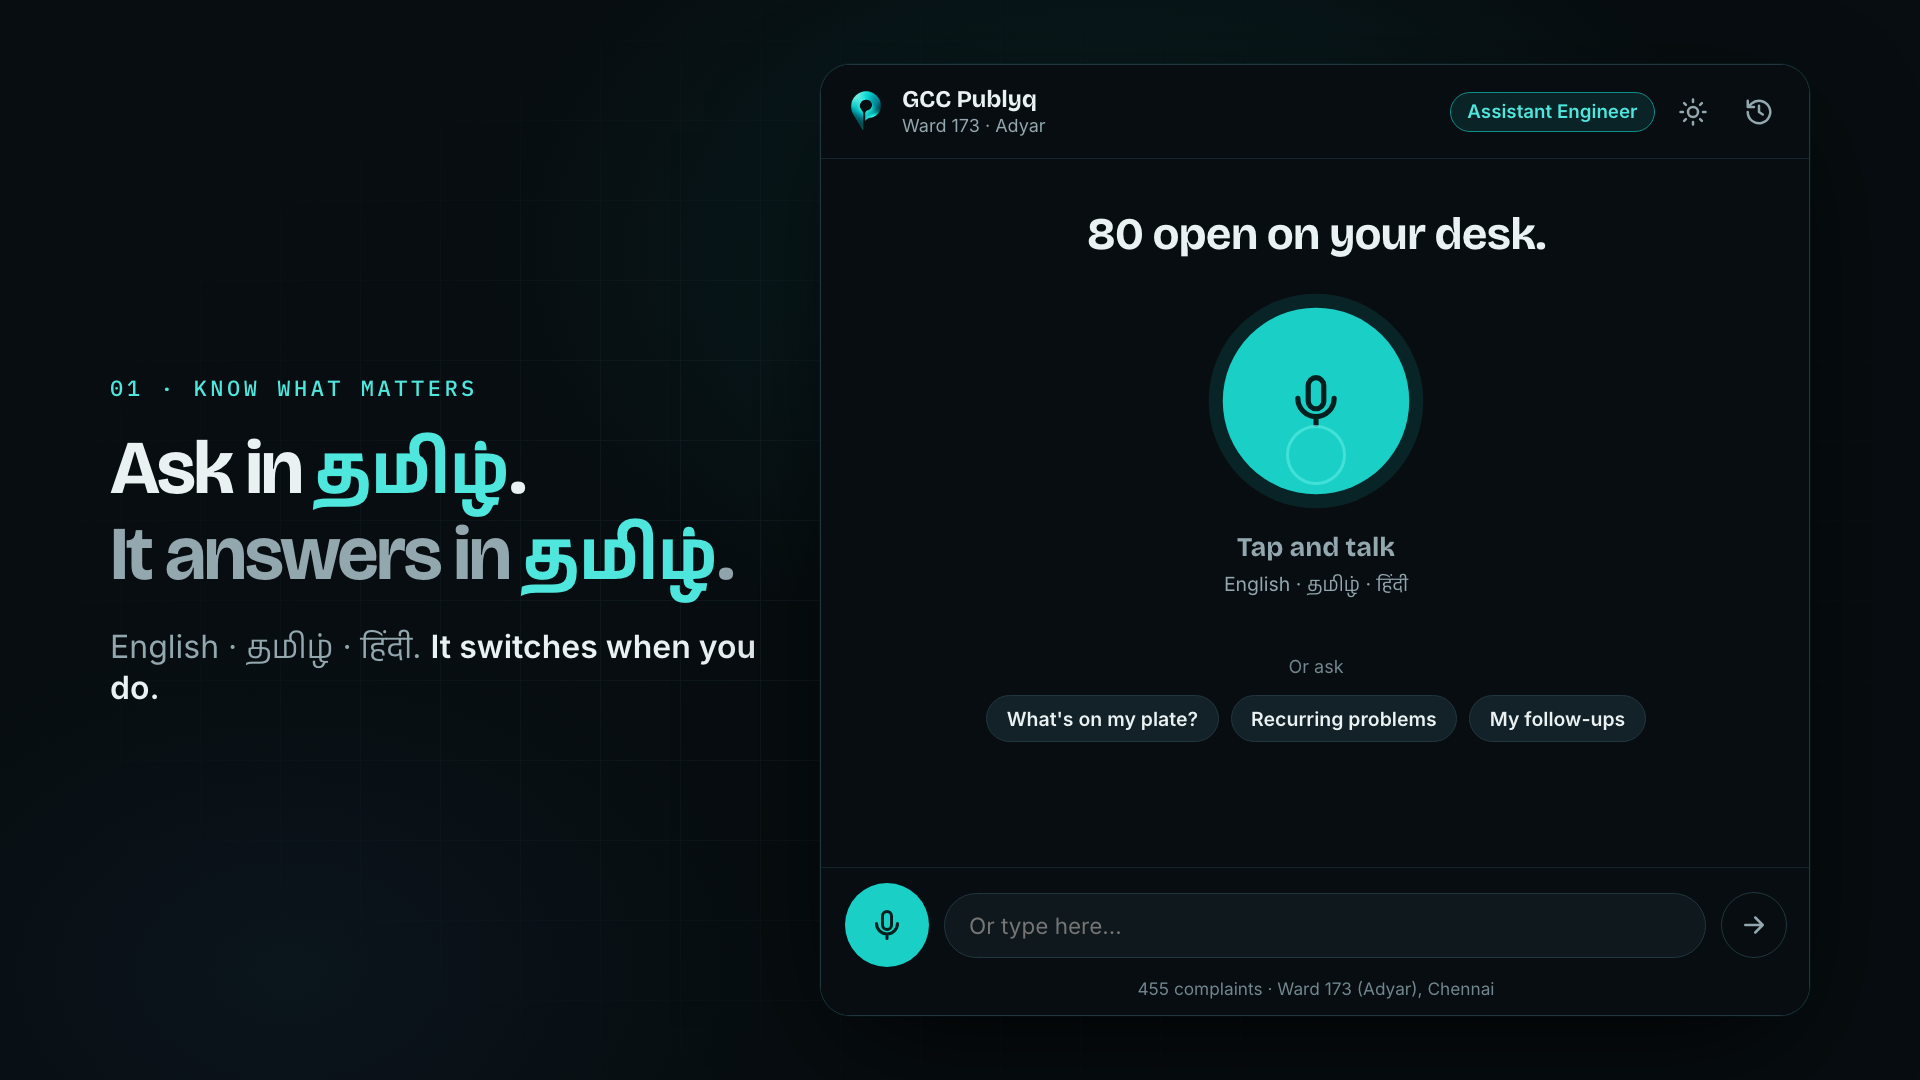 01 · KNOW WHAT MATTERS
Ask in தமிழ்.
It answers in தமிழ்.
English · தமிழ் · हिंदी. It switches when you
do.
GCC Publyq
Ward 173 · Adyar
Assistant Engineer
80 open on your desk.
Tap and talk
English · தமிழ் · हिंदी
Or ask
What's on my plate?
Recurring problems
My follow-ups
Or type here...
455 complaints · Ward 173 (Adyar), Chennai